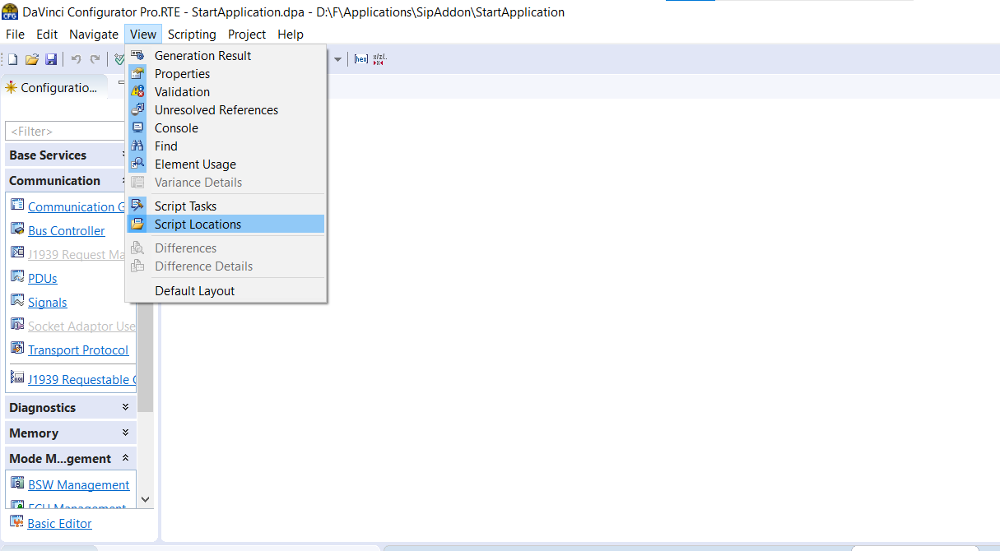 DaVinci Configurator Pro.RTE - StartApplication.dpa - D:\F\Applications\SipAddon\StartApplication
File Edit Navigate View Scripting Project Help
Generation Result
Properties
Validation
Unresolved References
Console
Find
Element Usage
Variance Details
Script Tasks
Script Locations
Differences
Difference Details
Default Layout
[hex]
Configuratio...
<Filter>
Base Services
Communication
Communication G
Bus Controller
J1939 Request Ma
PDUs
Signals
Socket Adaptor Use
Transport Protocol
J1939 Requestable
Diagnostics
Memory
Mode M...gement
BSW Management
ECU Management
Basic Editor